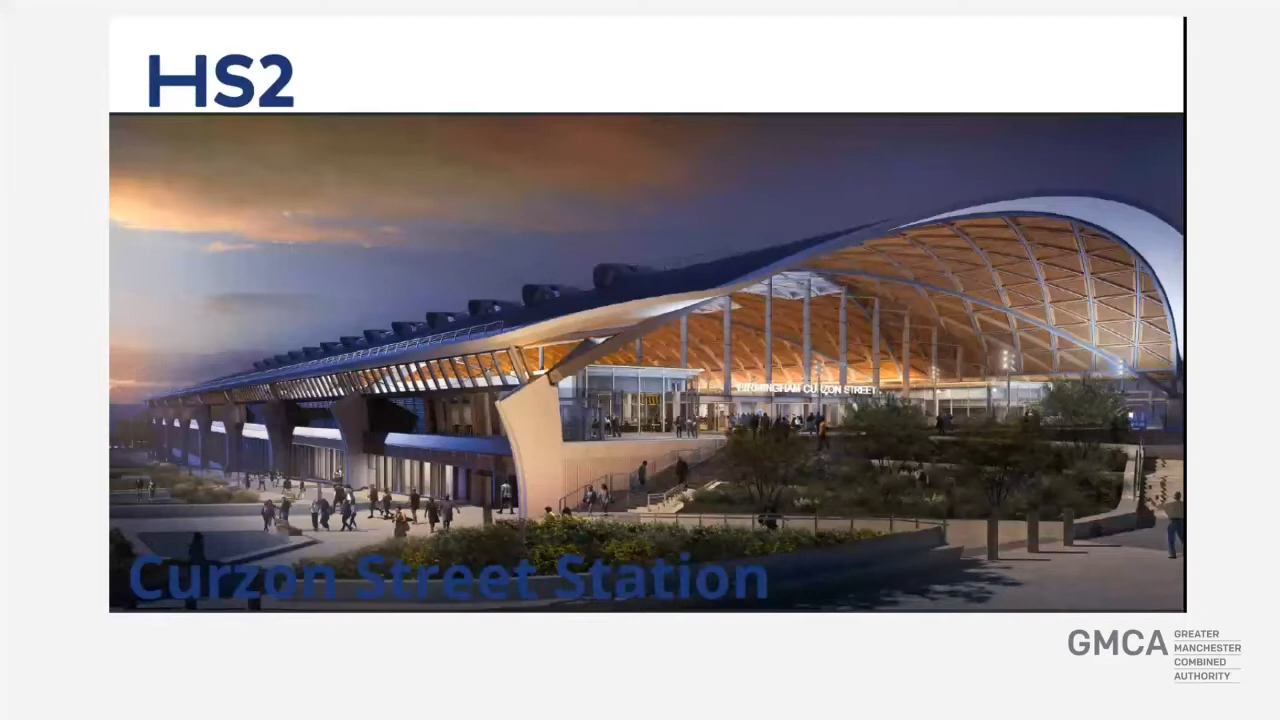 HS2
BIRMINGHAM CURZON STREET
Curzon Street Station
GMCA
GREATER
MANCHESTER
COMBINED
AUTHORITY